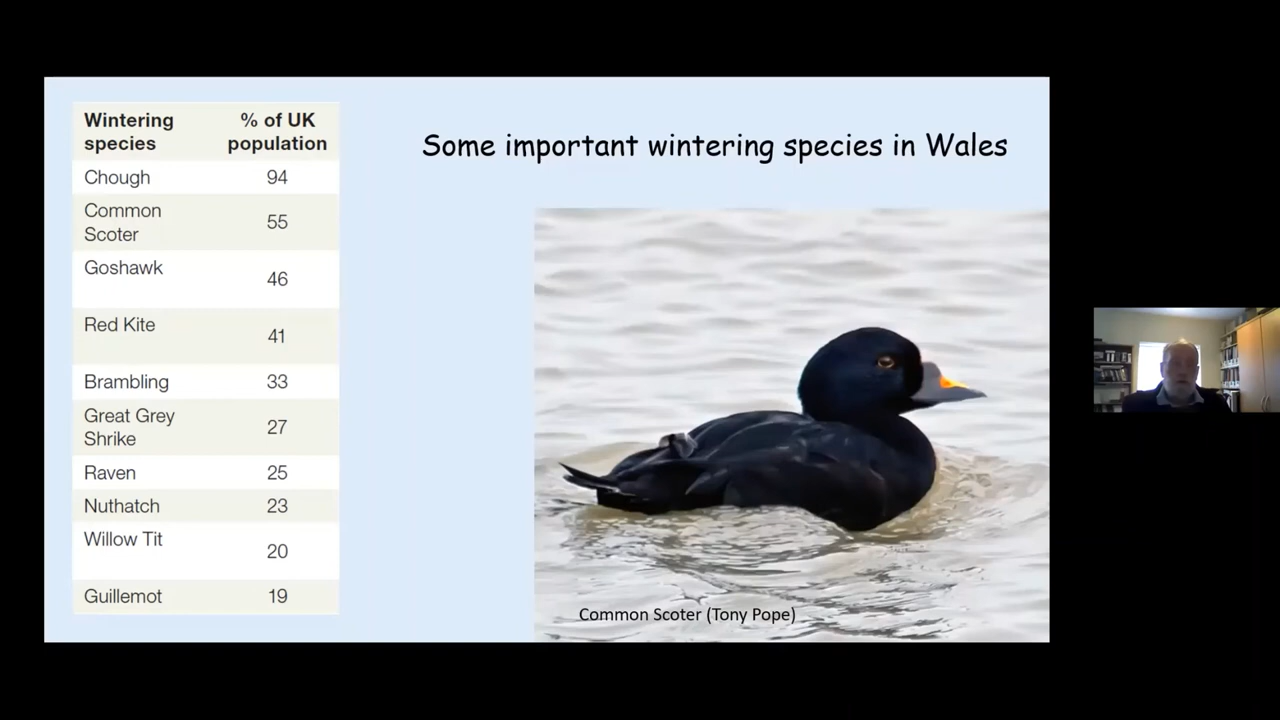 Wintering species % of UK population
Some important wintering species in Wales
Chough 94
Common Scoter 55
Goshawk 46
Red Kite 41
Brambling 33
Great Grey Shrike 27
Raven 25
Nuthatch 23
Willow Tit 20
Guillemot 19
Common Scoter (Tony Pope)